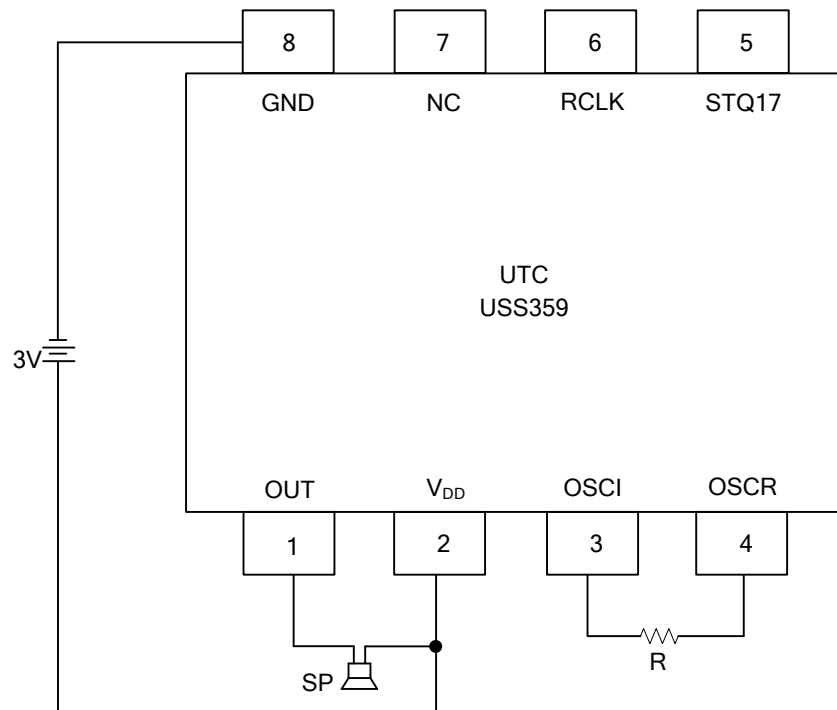 8 7 6 5
GND NC RCLK STQ17
UTC
USS359
3V
OUT V_DD OSCI OSCR
1 2 3 4
SP R